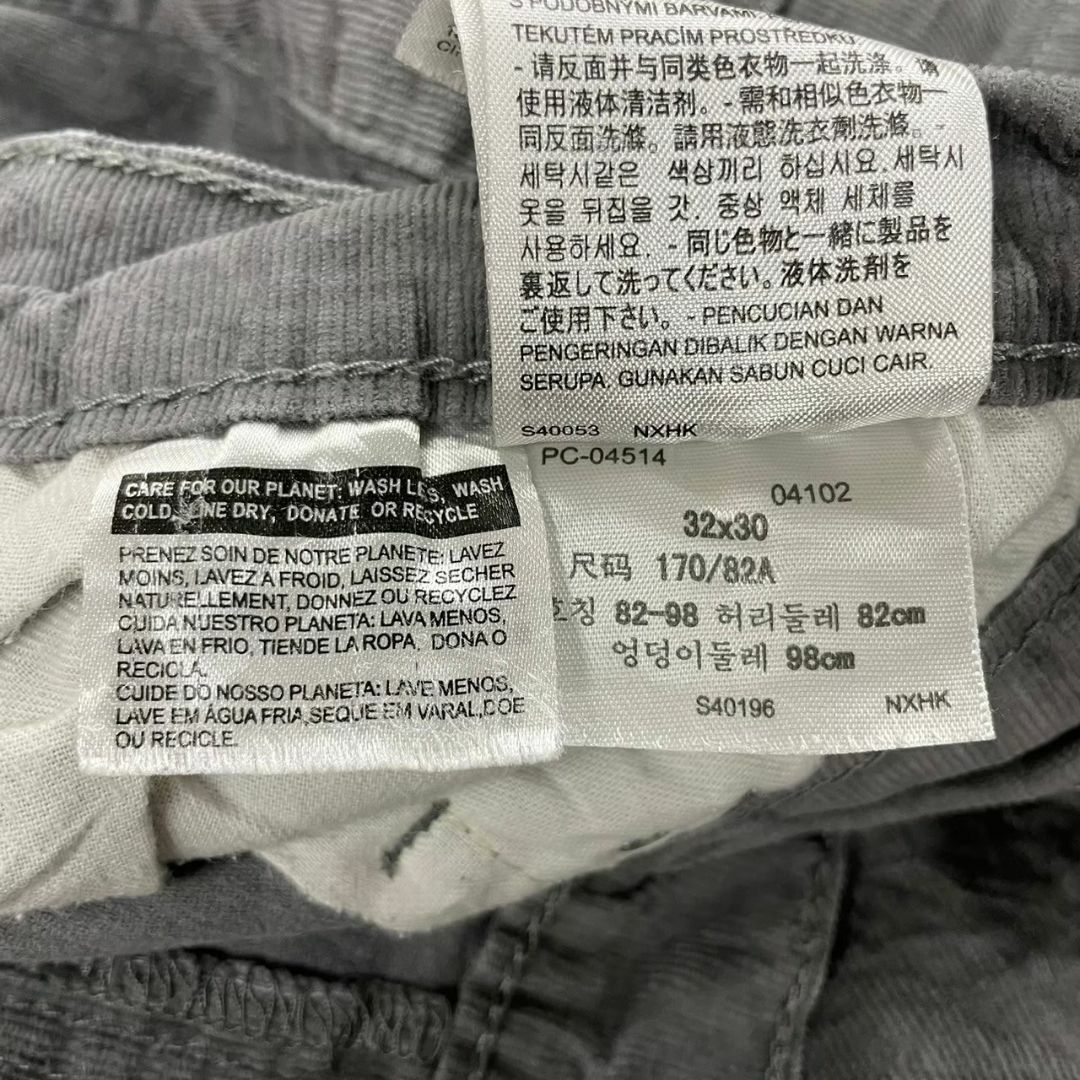 S PODOBNÝMI BARVAMI.
TEKUTÉM PRACÍM PROSTŘEDKU
- 请反面并与同类色衣物一起洗涤。请
使用液体清洁剂。- 需和相似色衣物一
同反面洗滌。請用液態洗衣劑洗滌。-
세탁시같은 색상끼리 하십시요. 세탁시
옷을 뒤집을 것. 중상 액체 세체를
사용하세요. - 同じ色物と一緒に製品を
裏返して洗ってください。液体洗剤を
ご使用下さい。- PENCUCIAN DAN
PENGERINGAN DIBALIK DENGAN WARNA
SERUPA. GUNAKAN SABUN CUCI CAIR.
S40053 NXHK
PC-04514
04102
32x30
尺码 170/82A
호칭 82-98 허리둘레 82cm
엉덩이둘레 98cm
S40196 NXHK
CARE FOR OUR PLANET: WASH LESS, WASH
COLD, LINE DRY, DONATE OR RECYCLE
PRENEZ SOIN DE NOTRE PLANETE: LAVEZ
MOINS, LAVEZ A FROID, LAISSEZ SECHER
NATURELLEMENT, DONNEZ OU RECYCLEZ
CUIDA NUESTRO PLANETA: LAVA MENOS,
LAVA EN FRIO, TIENDE LA ROPA, DONA O
RECICLA.
CUIDE DO NOSSO PLANETA: LAVE MENOS,
LAVE EM ÁGUA FRIA, SEQUE EM VARAL, DOE
OU RECICLE.